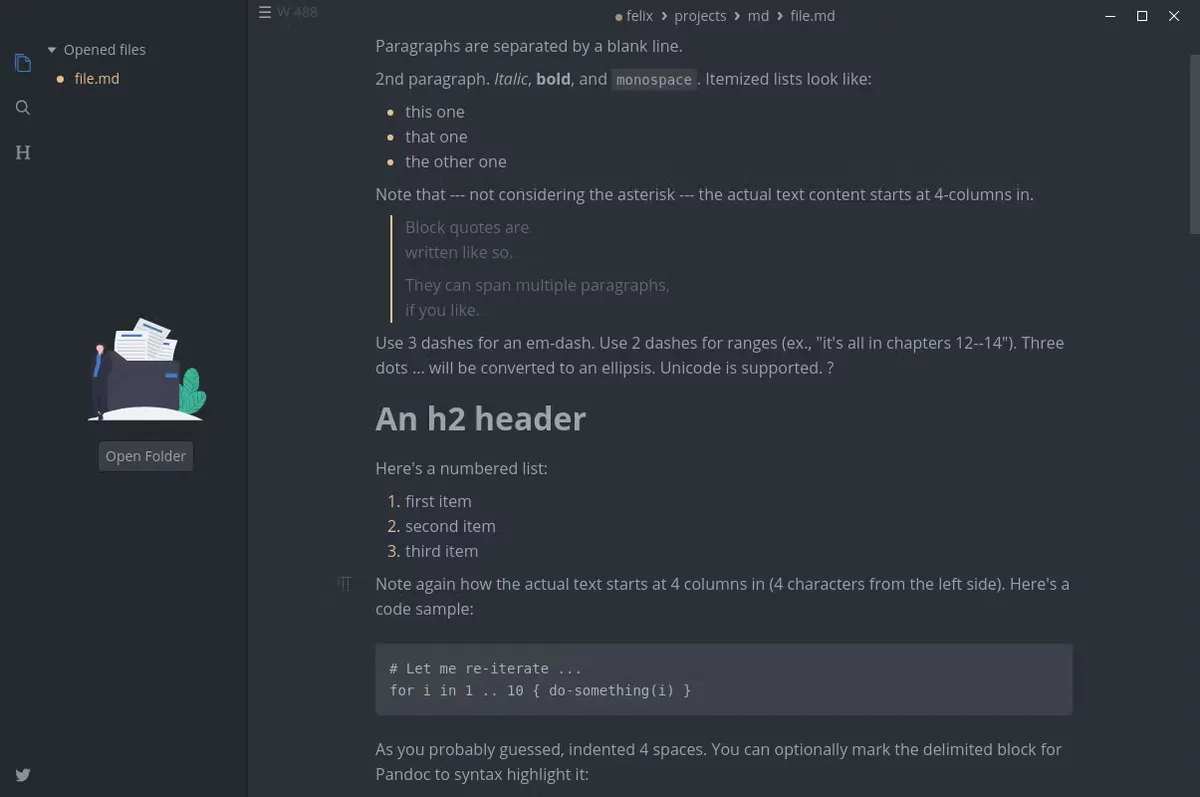 W 488
felix › projects › md › file.md
Opened files
file.md
H
Open Folder
Paragraphs are separated by a blank line.
2nd paragraph. Italic, bold, and monospace. Itemized lists look like:
• this one
• that one
• the other one
Note that --- not considering the asterisk --- the actual text content starts at 4-columns in.
Block quotes are
written like so.
They can span multiple paragraphs,
if you like.
Use 3 dashes for an em-dash. Use 2 dashes for ranges (ex., "it's all in chapters 12--14"). Three
dots ... will be converted to an ellipsis. Unicode is supported. ?
An h2 header
Here's a numbered list:
1. first item
2. second item
3. third item
Note again how the actual text starts at 4 columns in (4 characters from the left side). Here's a
code sample:
# Let me re-iterate ...
for i in 1 .. 10 { do-something(i) }
As you probably guessed, indented 4 spaces. You can optionally mark the delimited block for
Pandoc to syntax highlight it: